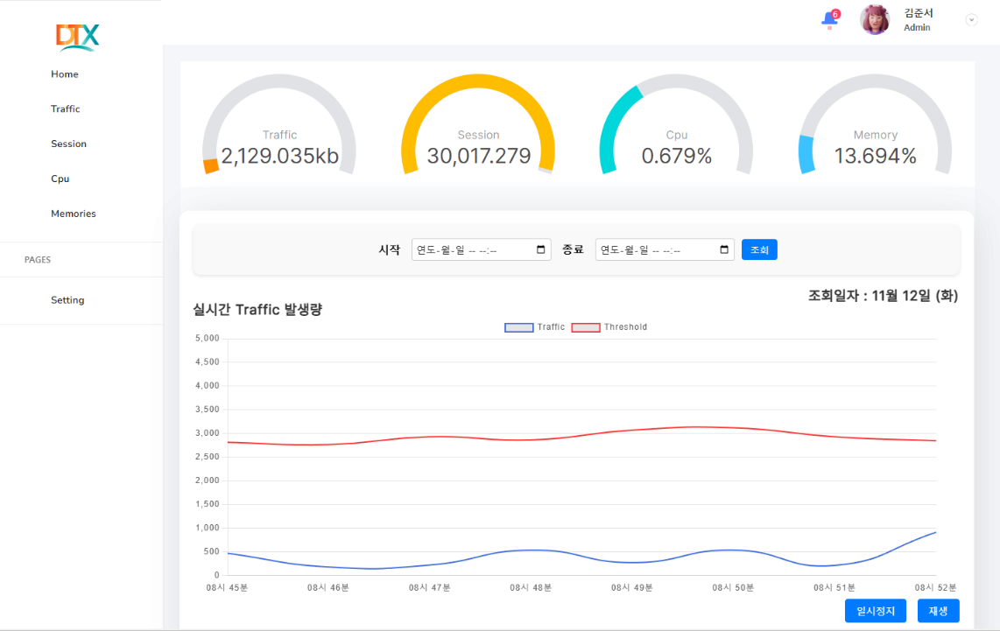 DTX
6
김준서
Admin
Home
Traffic
Session
Cpu
Memories
PAGES
Setting
Traffic
2,129.035kb
Session
30,017.279
Cpu
0.679%
Memory
13.694%
시작 연도-월-일 -- --:-- 종료 연도-월-일 -- --:-- 조회
조회일자 : 11월 12일 (화)
실시간 Traffic 발생량
Traffic Threshold
5,000
4,500
4,000
3,500
3,000
2,500
2,000
1,500
1,000
500
0
08시 45분 08시 46분 08시 47분 08시 48분 08시 49분 08시 50분 08시 51분 08시 52분
일시정지 재생